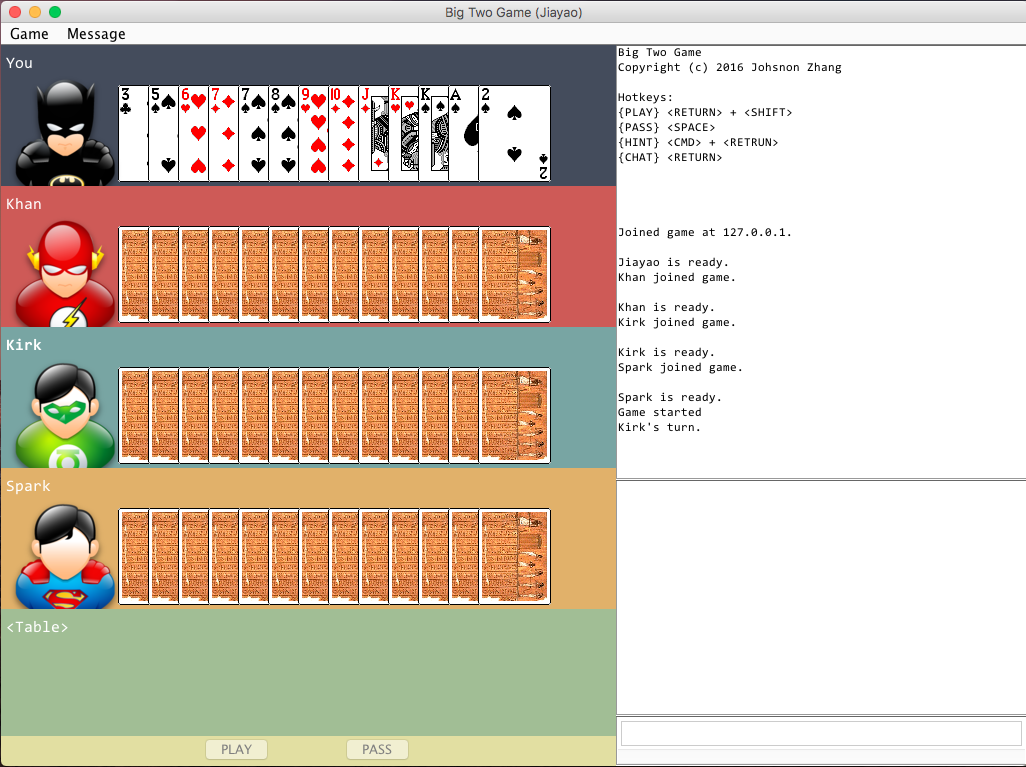 Big Two Game (Jiayao)
Game Message
You
3 5 6 7 7 8 9 10 J K K A 2
2
Khan
Kirk
Spark
<Table>
PLAY PASS
Big Two Game
Copyright (c) 2016 Johsnon Zhang
Hotkeys:
{PLAY} <RETURN> + <SHIFT>
{PASS} <SPACE>
{HINT} <CMD> + <RETRUN>
{CHAT} <RETURN>
Joined game at 127.0.0.1.
Jiayao is ready.
Khan joined game.
Khan is ready.
Kirk joined game.
Kirk is ready.
Spark joined game.
Spark is ready.
Game started
Kirk's turn.